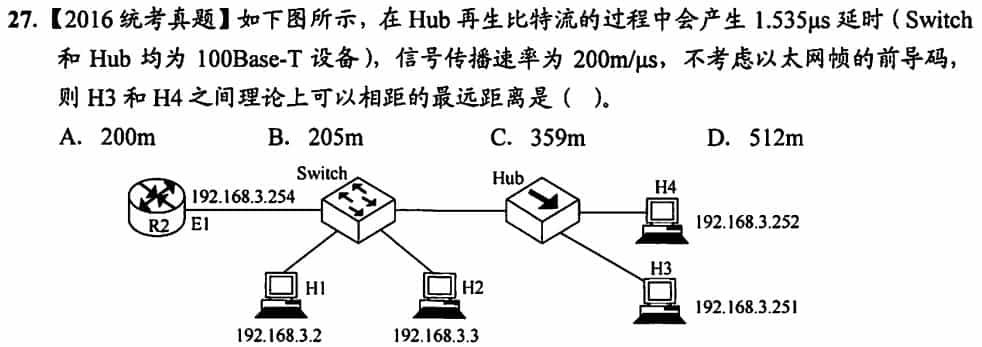 27.【2016 统考真题】如下图所示，在 Hub 再生比特流的过程中会产生 1.535μs 延时（Switch
和 Hub 均为 100Base-T 设备），信号传播速率为 200m/μs，不考虑以太网帧的前导码，
则 H3 和 H4 之间理论上可以相距的最远距离是（ ）。
A. 200m B. 205m C. 359m D. 512m
Switch
Hub
H4
192.168.3.254
R2
E1
192.168.3.252
H3
H1
H2
192.168.3.251
192.168.3.2
192.168.3.3